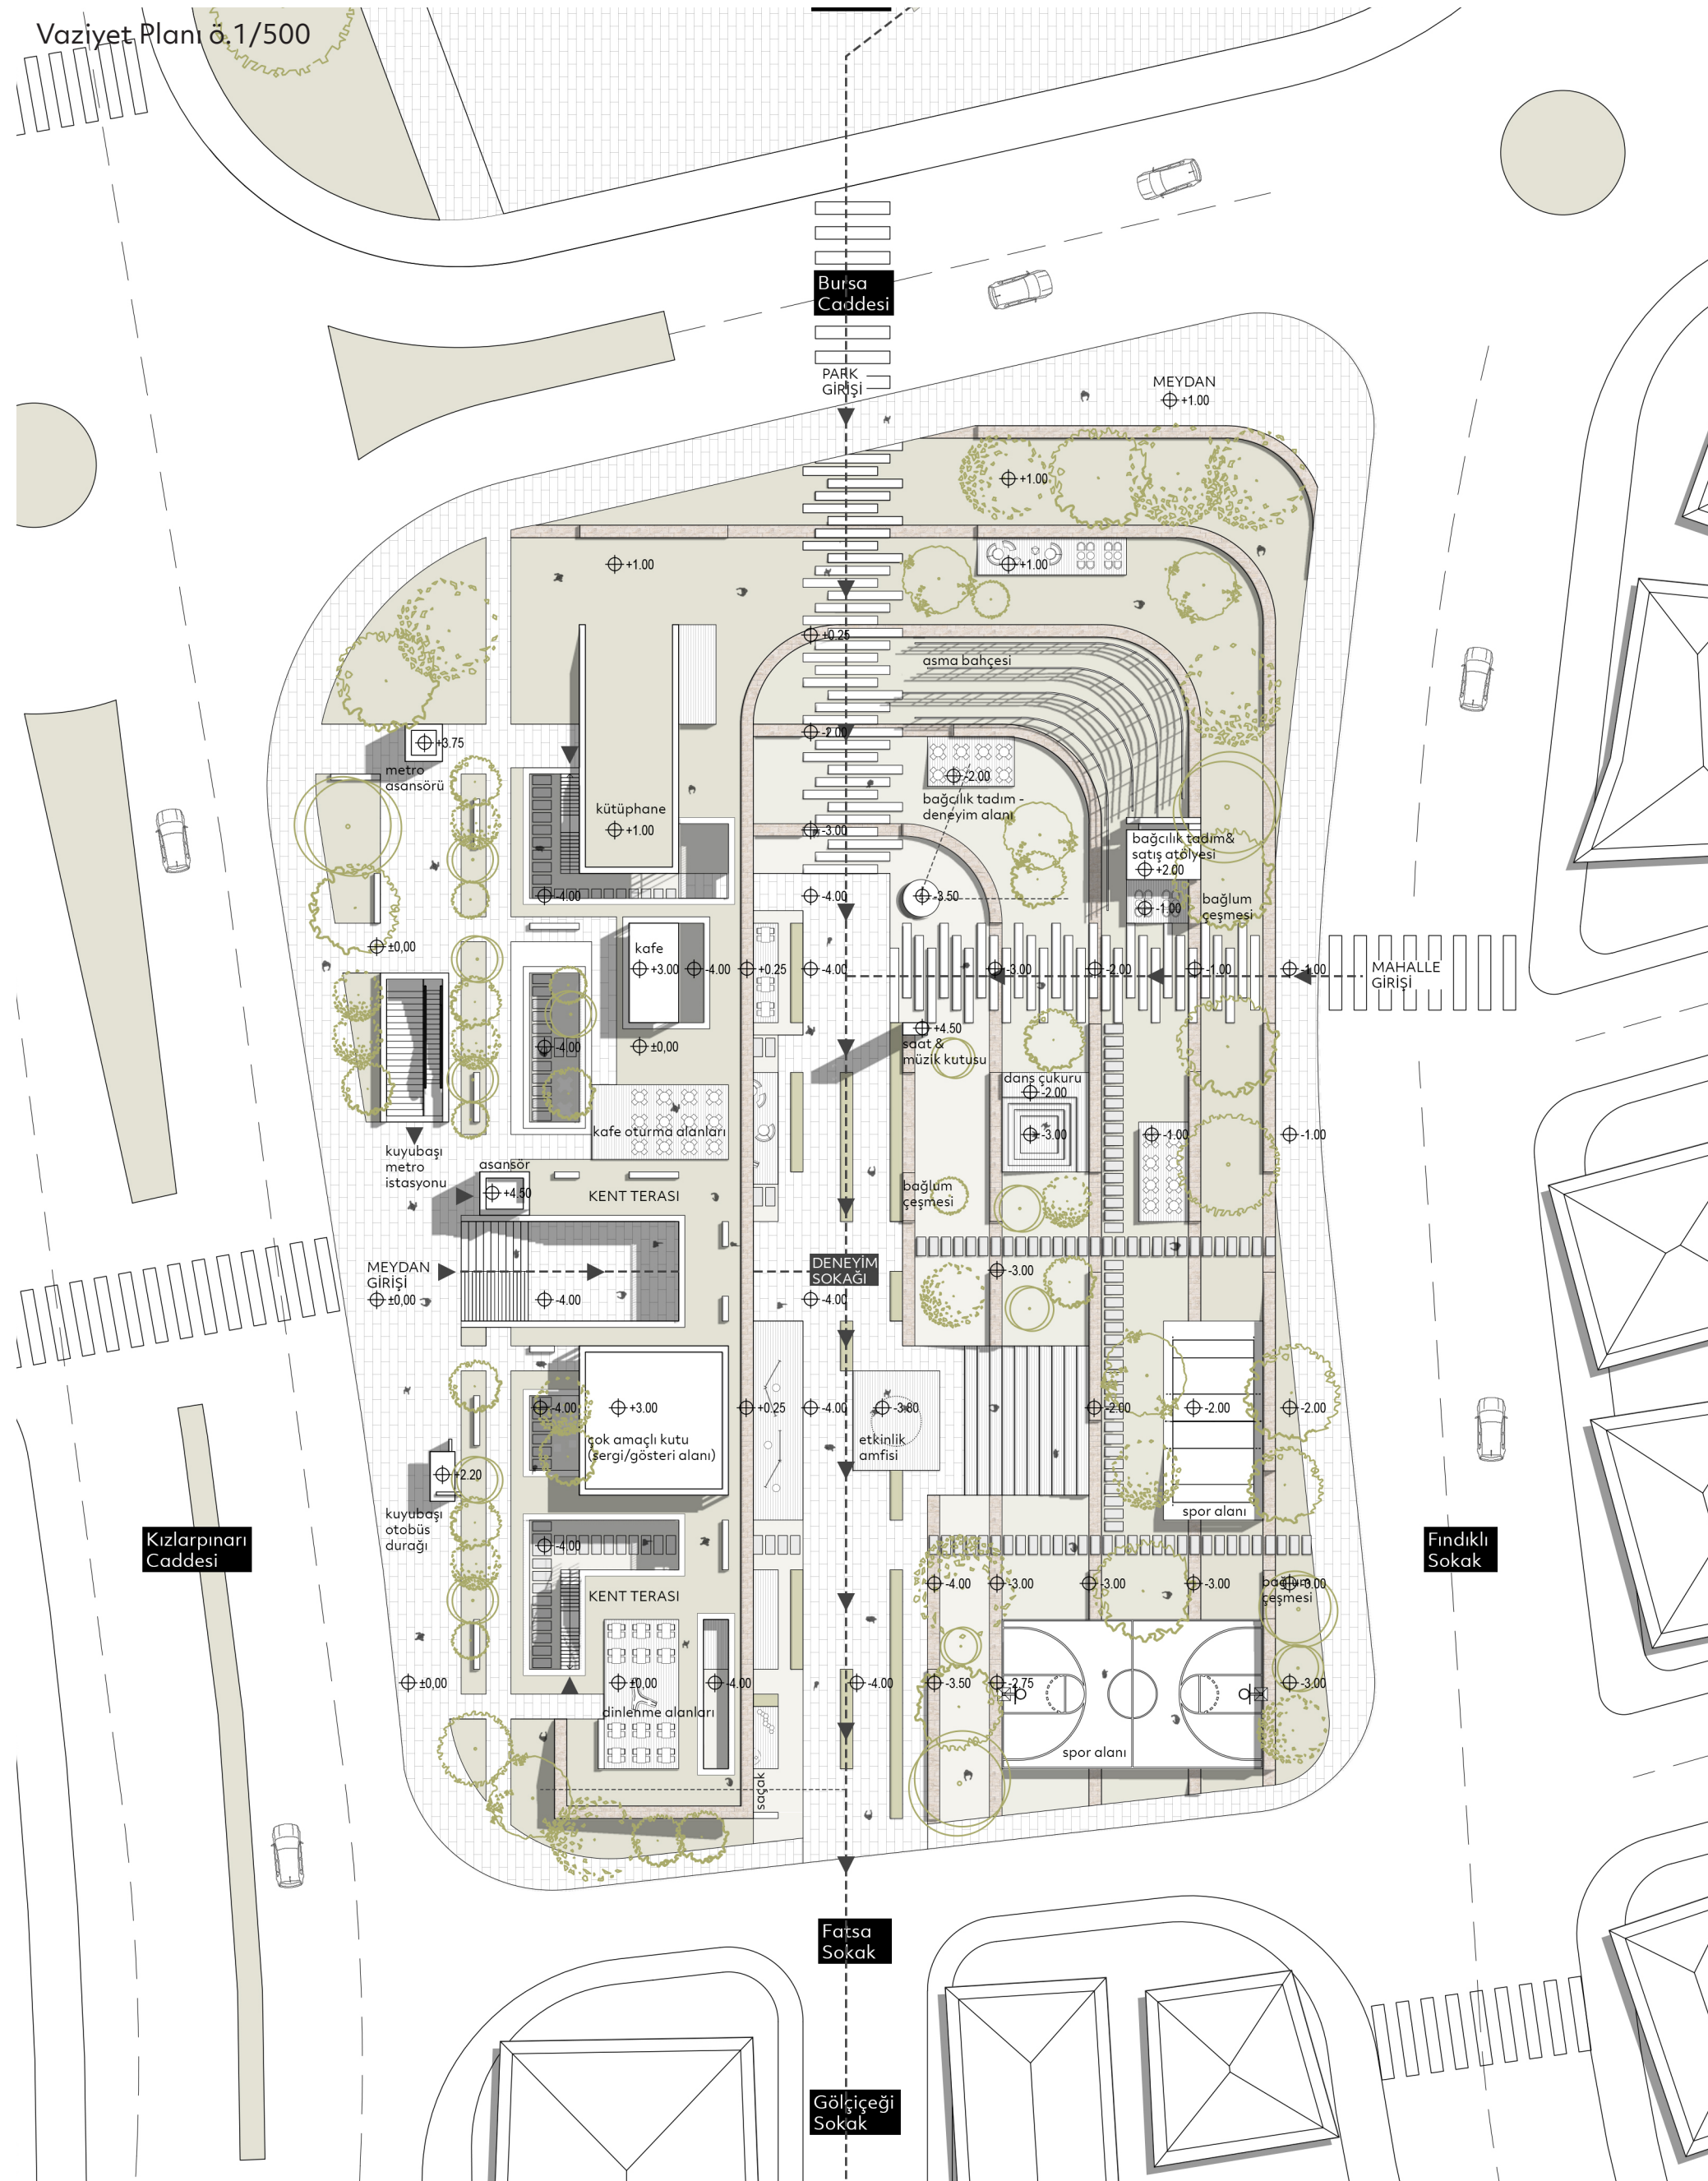 Vaziyet Planı ö.1/500
Bursa
Caddesi
PARK
GİRİŞİ
MEYDAN
+1.00
+1.00
+1.00
+1.00
+0.25
asma bahçesi
-2.00
+3.75
metro
asansörü
-2.00
bağcılık tadım -
deneyim alanı
kütüphane
+1.00
-3.00
bağcılık tadım&
satış atölyesi
+2.00
-4.00
-4.00
-3.50
-1.00
bağlum
çeşmesi
±0,00
kafe
+3.00
-4.00
+0.25
-4.00
-3.00
-2.00
-1.00
-1.00
MAHALLE
GİRİŞİ
+4.50
saat &
müzik kutusu
-4.00
±0,00
dans çukuru
-2.00
kafe oturma alanları
-3.00
-1.00
-1.00
kuyubaşı
metro
istasyonu
asansör
+4.50
KENT TERASI
bağlum
çeşmesi
MEYDAN
GİRİŞİ
±0,00
DENEYİM
SOKAĞI
-3.00
-4.00
-4.00
-4.00
+3.00
+0.25
-4.00
-3.80
-2.00
-2.00
-2.00
çok amaçlı kutu
(sergi/gösteri alanı)
etkinlik
amfisi
+2.20
kuyubaşı
otobüs
durağı
spor alanı
Kızlarpınarı
Caddesi
Fındıklı
Sokak
-4.00
KENT TERASI
-4.00
-3.00
-3.00
-3.00
-3.00
bağlum
çeşmesi
±0,00
±0,00
-4.00
-4.00
-3.50
-2.75
-3.00
dinlenme alanları
spor alanı
saçak
Fatsa
Sokak
Gölçiçeği
Sokak